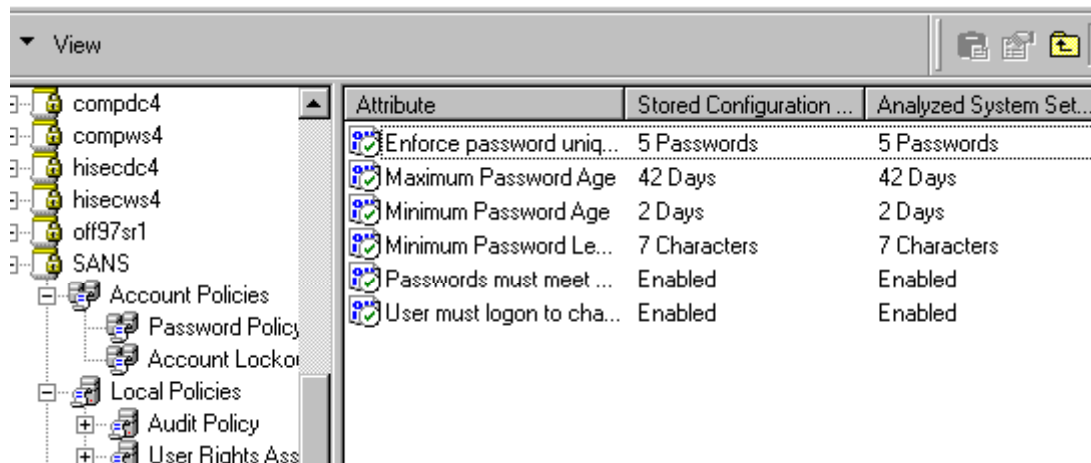 View
compdc4
compws4
hisecdc4
hisecws4
off97sr1
SANS
Account Policies
Password Policy
Account Lockou
Local Policies
Audit Policy
User Rights Ass
Attribute Stored Configuration ... Analyzed System Set...
Enforce password uniq... 5 Passwords 5 Passwords
Maximum Password Age 42 Days 42 Days
Minimum Password Age 2 Days 2 Days
Minimum Password Le... 7 Characters 7 Characters
Passwords must meet ... Enabled Enabled
User must logon to cha... Enabled Enabled